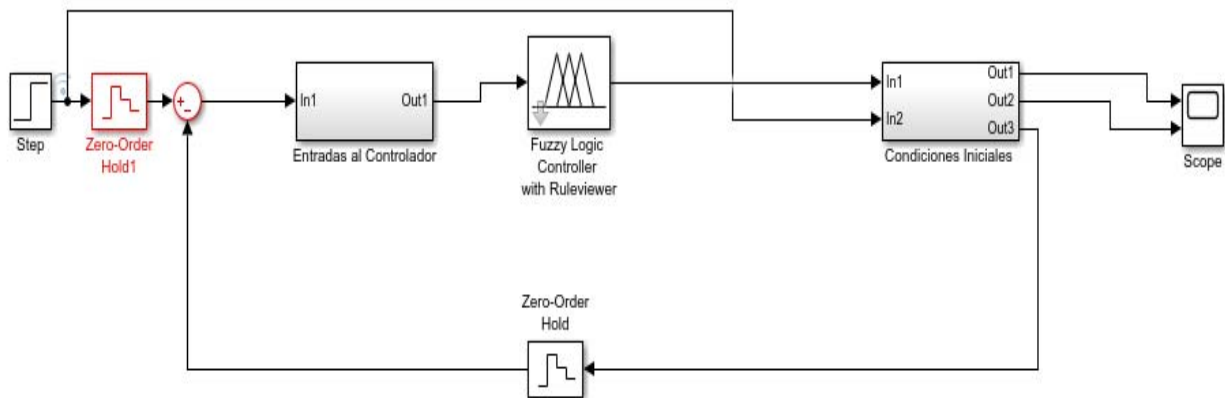 Step
Zero-Order
Hold1
+
-
In1
Out1
Entradas al Controlador
Fuzzy Logic
Controller
with Ruleviewer
In1
In2
Out1
Out2
Out3
Condiciones Iniciales
Scope
Zero-Order
Hold